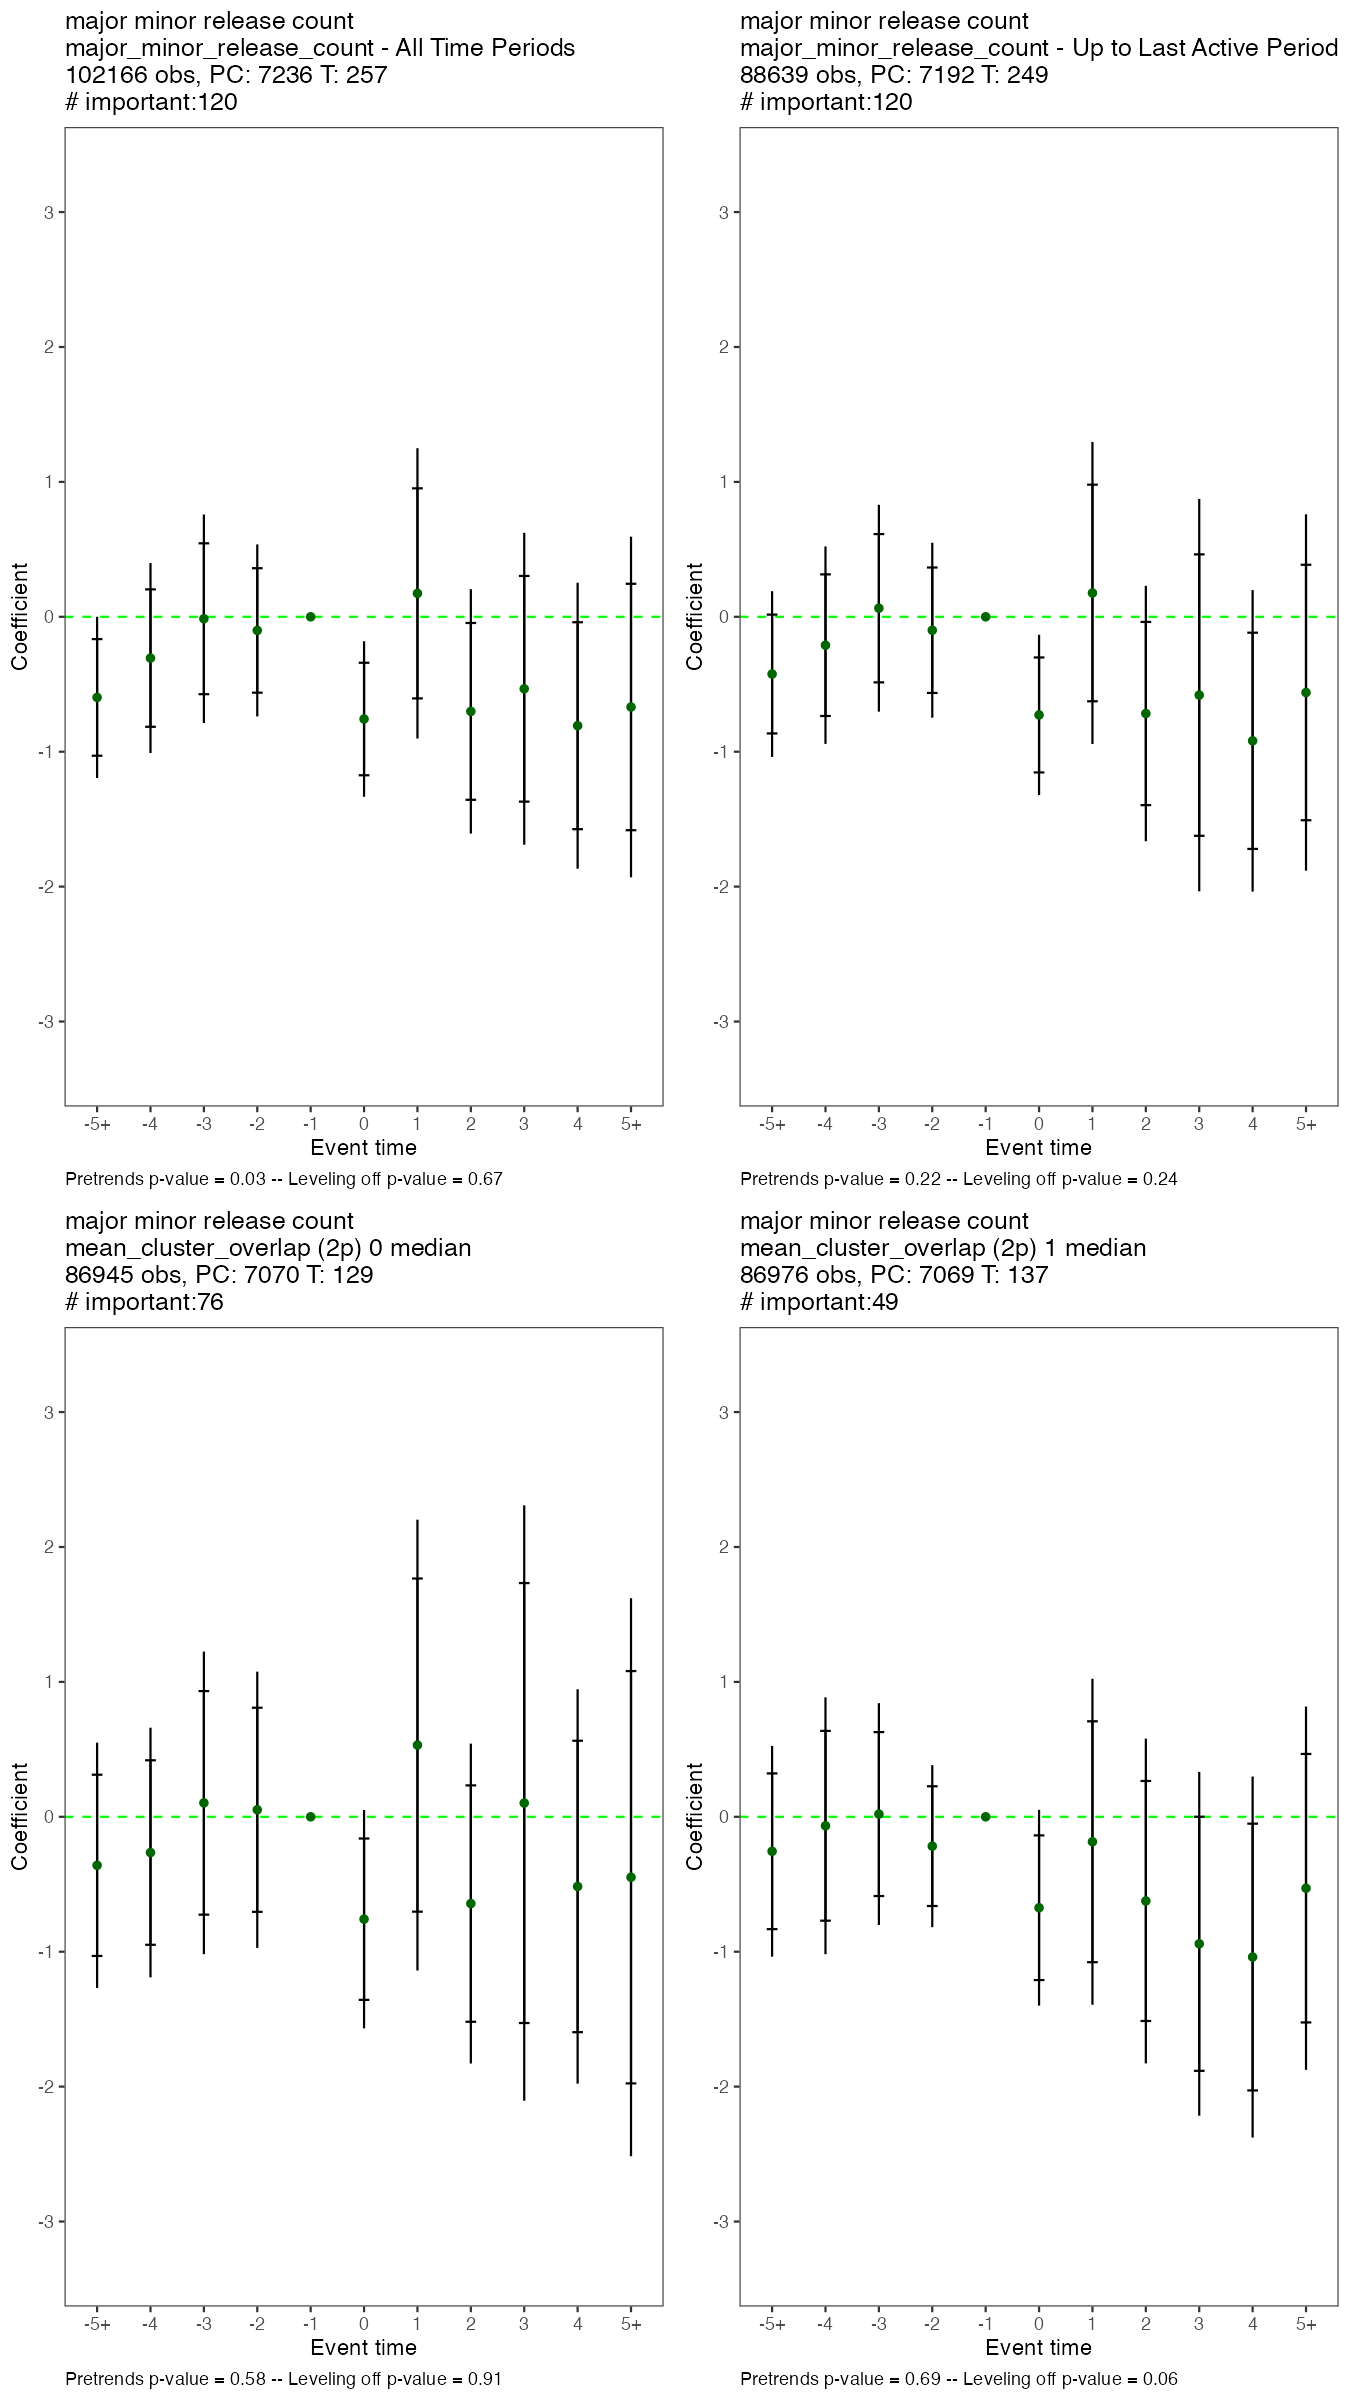 major minor release count
major_minor_release_count - All Time Periods
102166 obs, PC: 7236 T: 257
# important:120
3
2
1
0
-1
-2
-3
Coefficient
-5+ -4 -3 -2 -1 0 1 2 3 4 5+
Event time
Pretrends p-value = 0.03 -- Leveling off p-value = 0.67
major minor release count
major_minor_release_count - Up to Last Active Period
88639 obs, PC: 7192 T: 249
# important:120
3
2
1
0
-1
-2
-3
Coefficient
-5+ -4 -3 -2 -1 0 1 2 3 4 5+
Event time
Pretrends p-value = 0.22 -- Leveling off p-value = 0.24
major minor release count
mean_cluster_overlap (2p) 0 median
86945 obs, PC: 7070 T: 129
# important:76
3
2
1
0
-1
-2
-3
Coefficient
-5+ -4 -3 -2 -1 0 1 2 3 4 5+
Event time
Pretrends p-value = 0.58 -- Leveling off p-value = 0.91
major minor release count
mean_cluster_overlap (2p) 1 median
86976 obs, PC: 7069 T: 137
# important:49
3
2
1
0
-1
-2
-3
Coefficient
-5+ -4 -3 -2 -1 0 1 2 3 4 5+
Event time
Pretrends p-value = 0.69 -- Leveling off p-value = 0.06